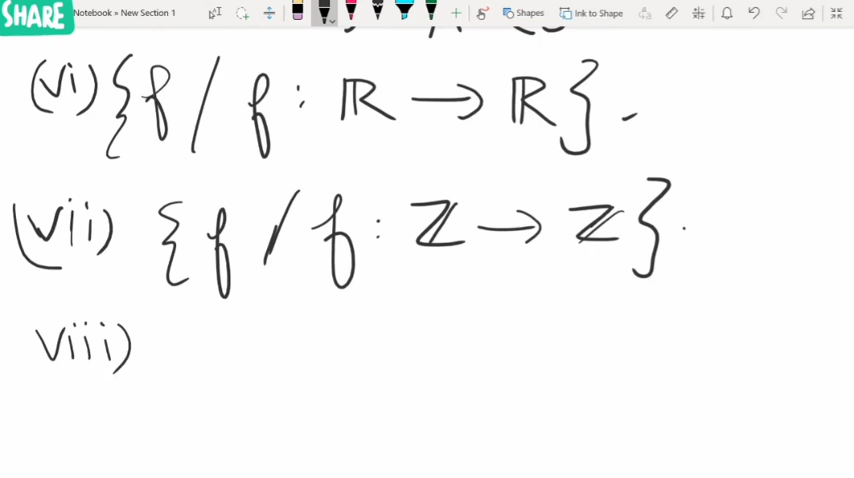 SHARE
Notebook » New Section 1
Shapes
Ink to Shape
(vi) {f / f : ℝ → ℝ}.
(vii) {f / f : ℤ → ℤ}.
viii)